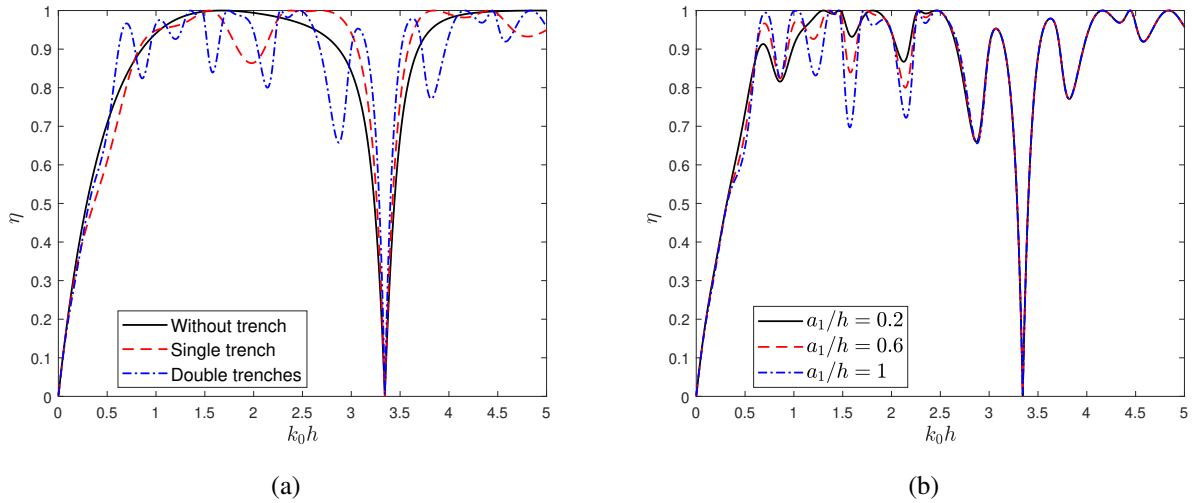 1
0.9
0.8
0.7
0.6
0.5
0.4
0.3
0.2
0.1
0
η
Without trench
Single trench
Double trenches
0 0.5 1 1.5 2 2.5 3 3.5 4 4.5 5
k₀h
(a)
1
0.9
0.8
0.7
0.6
0.5
0.4
0.3
0.2
0.1
0
η
a₁/h = 0.2
a₁/h = 0.6
a₁/h = 1
0 0.5 1 1.5 2 2.5 3 3.5 4 4.5 5
k₀h
(b)